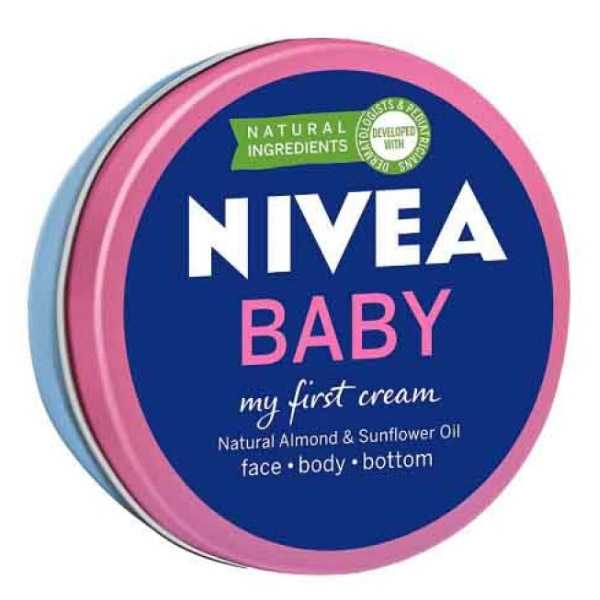 NATURAL
INGREDIENTS
DERMATOLOGISTS & PEDIATRICIANS
DEVELOPED
WITH
NIVEA
BABY
my first cream
Natural Almond & Sunflower Oil
face • body • bottom